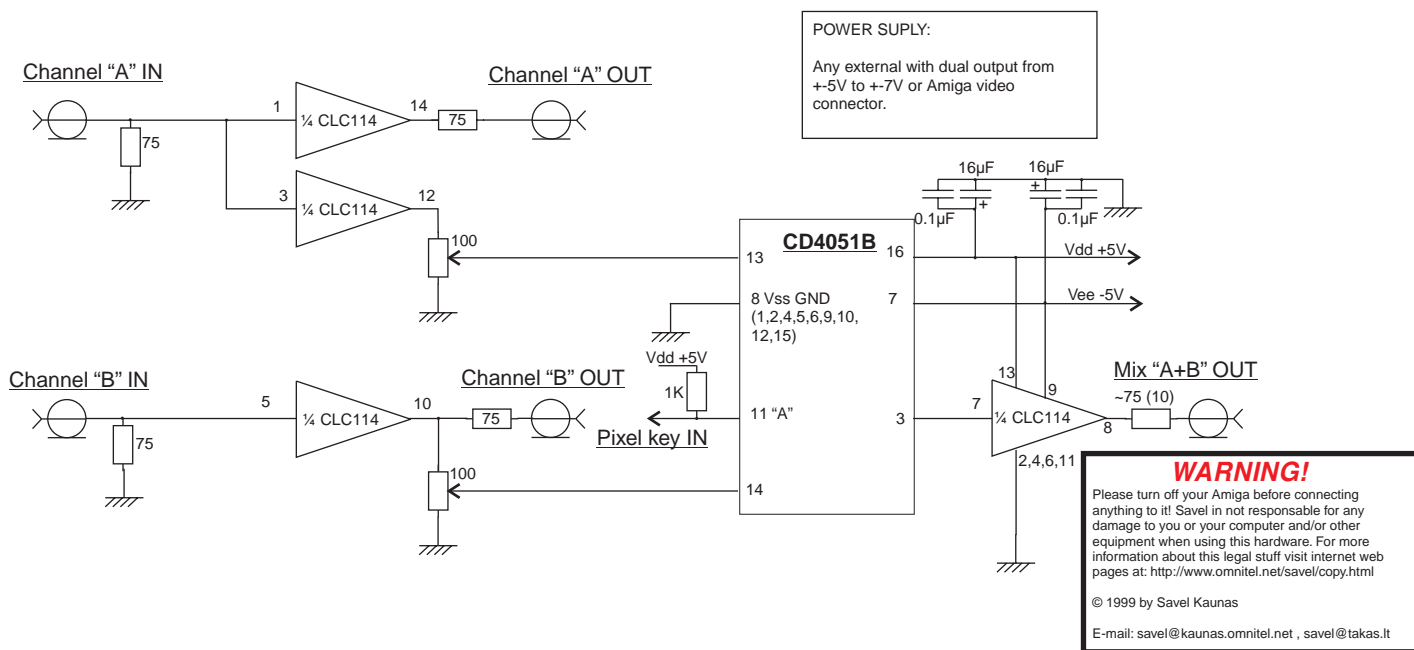 POWER SUPLY:
Any external with dual output from
+-5V to +-7V or Amiga video
connector.
Channel “A” IN
Channel “A” OUT
1
¼ CLC114
14
75
75
3
¼ CLC114
12
100
16µF
16µF
+
+
0.1µF
0.1µF
CD4051B
13
16
Vdd +5V
8 Vss GND
(1,2,4,5,6,9,10,
12,15)
7
Vee -5V
Vdd +5V
1K
11 “A”
Pixel key IN
3
14
Channel “B” IN
Channel “B” OUT
5
¼ CLC114
10
75
75
100
13
9
7
¼ CLC114
8
2,4,6,11
Mix “A+B” OUT
~75 (10)
WARNING!
Please turn off your Amiga before connecting
anything to it! Savel in not responsable for any
damage to you or your computer and/or other
equipment when using this hardware. For more
information about this legal stuff visit internet web
pages at: http://www.omnitel.net/savel/copy.html
© 1999 by Savel Kaunas
E-mail: savel@kaunas.omnitel.net , savel@takas.lt